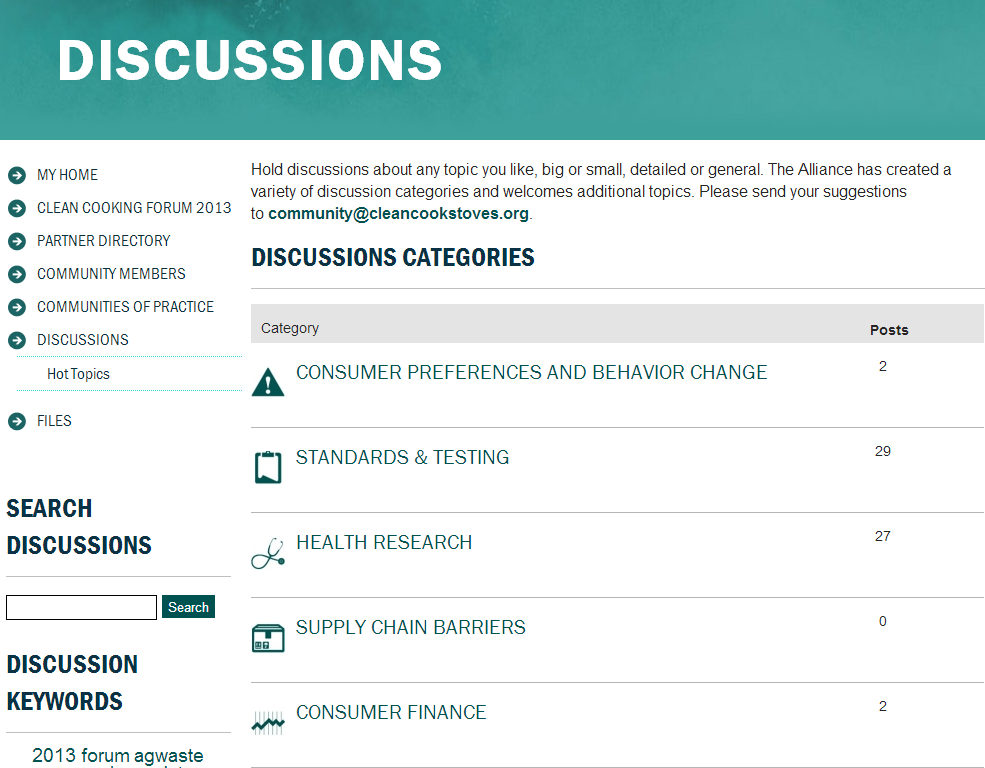 DISCUSSIONS
MY HOME
CLEAN COOKING FORUM 2013
PARTNER DIRECTORY
COMMUNITY MEMBERS
COMMUNITIES OF PRACTICE
DISCUSSIONS
Hot Topics
FILES
SEARCH
DISCUSSIONS
Search
DISCUSSION
KEYWORDS
2013 forum agwaste
Hold discussions about any topic you like, big or small, detailed or general. The Alliance has created a
variety of discussion categories and welcomes additional topics. Please send your suggestions
to community@cleancookstoves.org.
DISCUSSIONS CATEGORIES
Category Posts
CONSUMER PREFERENCES AND BEHAVIOR CHANGE 2
STANDARDS & TESTING 29
HEALTH RESEARCH 27
SUPPLY CHAIN BARRIERS 0
CONSUMER FINANCE 2